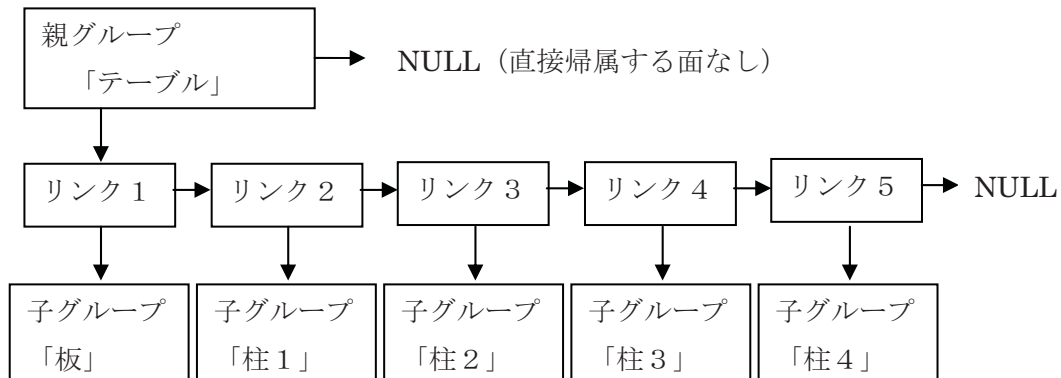 親グループ
「テーブル」
NULL（直接帰属する面なし）
リンク１
リンク２
リンク３
リンク４
リンク５
NULL
子グループ
「板」
子グループ
「柱１」
子グループ
「柱２」
子グループ
「柱３」
子グループ
「柱４」